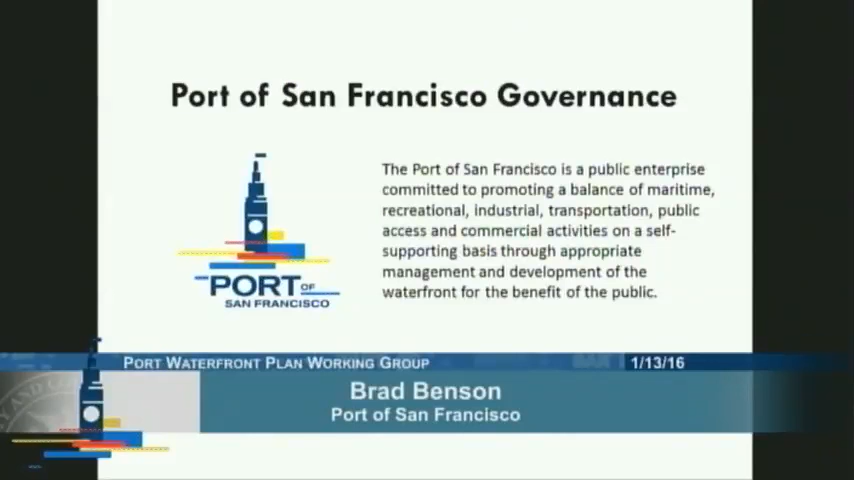 Port of San Francisco Governance
The Port of San Francisco is a public enterprise
committed to promoting a balance of maritime,
recreational, industrial, transportation, public
access and commercial activities on a self-
supporting basis through appropriate
management and development of the
waterfront for the benefit of the public.
PORT OF
SAN FRANCISCO
PORT WATERFRONT PLAN WORKING GROUP
1/13/16
Brad Benson
Port of San Francisco